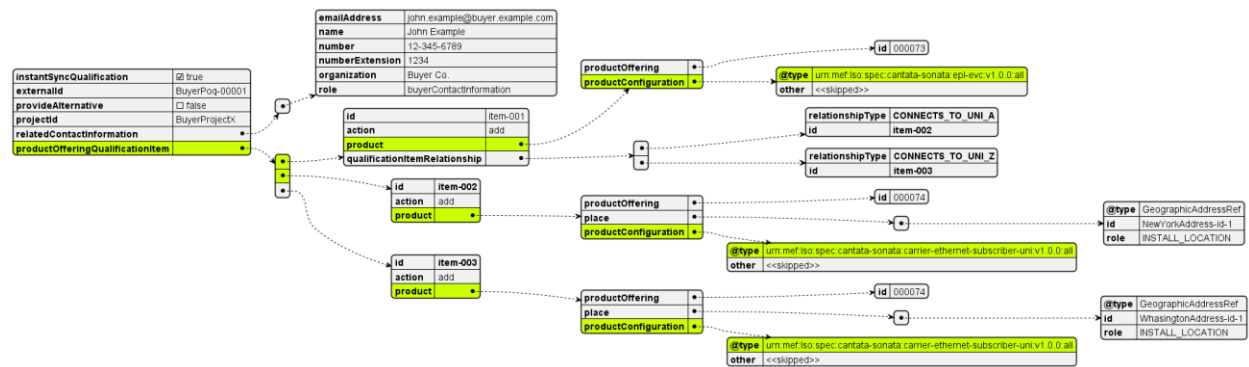 instantSyncQualification ☑ true
externalId BuyerPoq-00001
provideAlternative ☐ false
projectId BuyerProjectX
relatedContactInformation
productOfferingQualificationItem
emailAddress john.example@buyer.example.com
name John Example
number 12-345-6789
numberExtension 1234
organization Buyer Co.
role buyerContactInformation
id item-001
action add
product
qualificationItemRelationship
productOffering
productConfiguration
id 000073
@type urn:mef:lso:spec:cantata-sonata:epl-evc:v1.0.0:all
other <<skipped>>
relationshipType CONNECTS_TO_UNI_A
id item-002
relationshipType CONNECTS_TO_UNI_Z
id item-003
id item-002
action add
product
productOffering
place
productConfiguration
id 000074
@type GeographicAddressRef
id NewYorkAddress-id-1
role INSTALL_LOCATION
@type urn:mef:lso:spec:cantata-sonata:carrier-ethernet-subscriber-uni:v1.0.0:all
other <<skipped>>
id item-003
action add
product
productOffering
place
productConfiguration
id 000074
@type GeographicAddressRef
id WhasingtonAddress-id-1
role INSTALL_LOCATION
@type urn:mef:lso:spec:cantata-sonata:carrier-ethernet-subscriber-uni:v1.0.0:all
other <<skipped>>